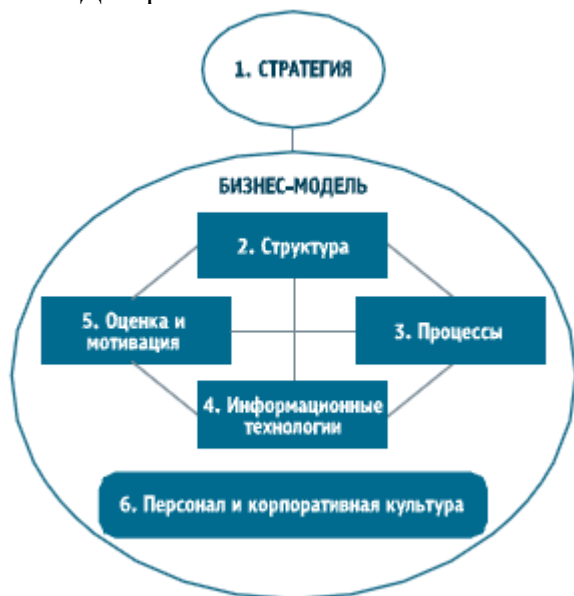 1. СТРАТЕГИЯ
БИЗНЕС-МОДЕЛЬ
2. Структура
5. Оценка и
мотивация
3. Процессы
4. Информационные
технологии
6. Персонал и корпоративная культура